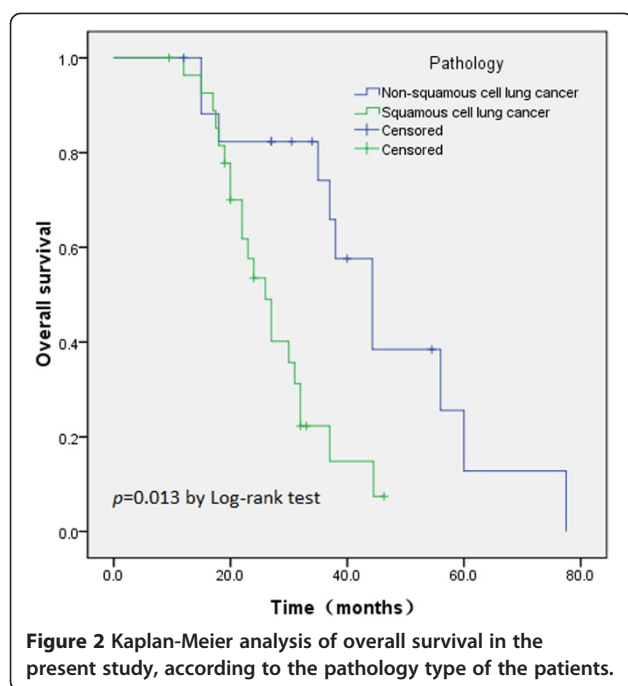 Pathology
Non-squamous cell lung cancer
Squamous cell lung cancer
Censored
Censored
Overall survival
1.0
0.8
0.6
0.4
0.2
0.0
p=0.013 by Log-rank test
0.0 20.0 40.0 60.0 80.0
Time（months）
Figure 2 Kaplan-Meier analysis of overall survival in the
present study, according to the pathology type of the patients.